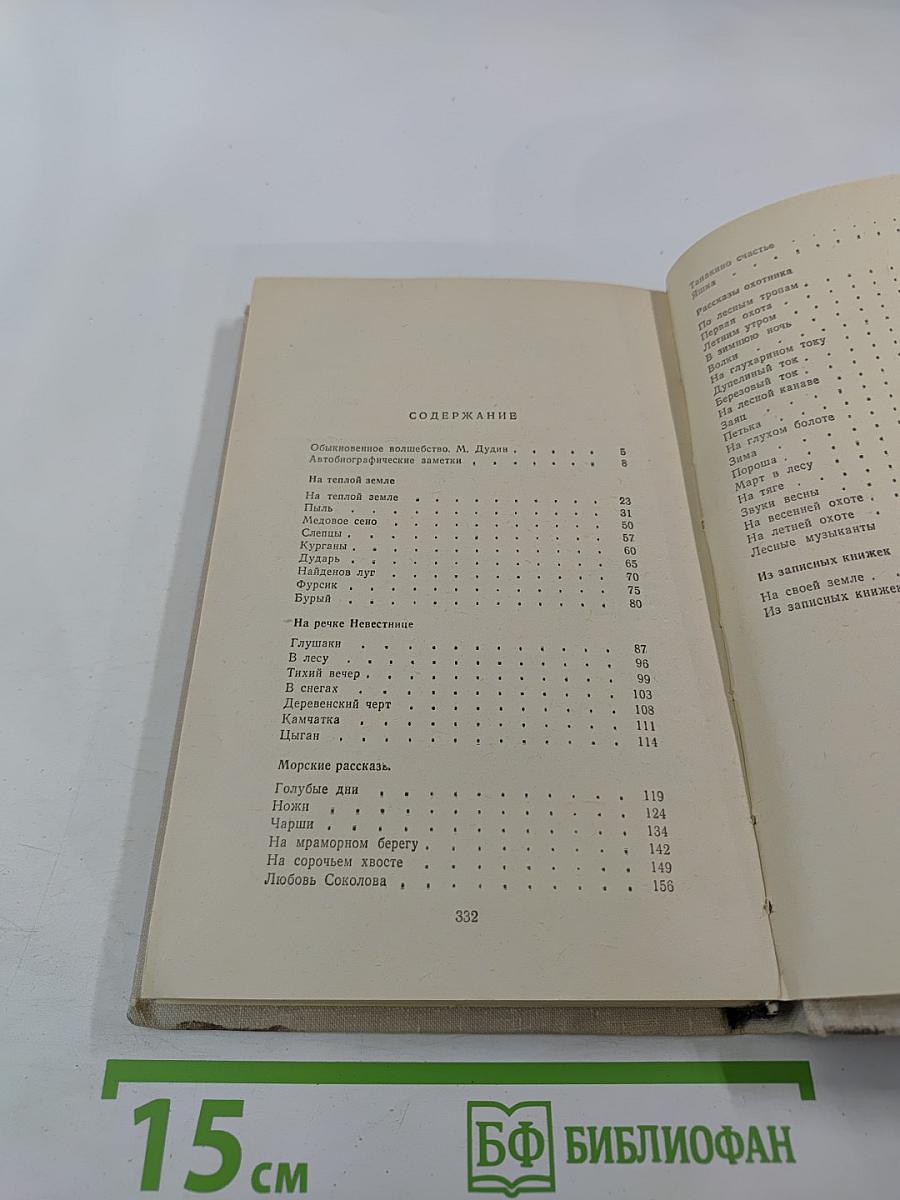 СОДЕРЖАНИЕ
Обыкновенное волшебство. М. Дудин . . . . . 5
Автобиографические заметки . . . . . . 8
На теплой земле
На теплой земле . . . . . . . . 23
Пыль . . . . . . . . . . 31
Медовое сено . . . . . . . . . 50
Слепцы . . . . . . . . . . 57
Курганы . . . . . . . . . . 60
Дударь . . . . . . . . . . 65
Найденов луг . . . . . . . . . 70
Фурсик . . . . . . . . . . 75
Бурый . . . . . . . . . . 80
На речке Невестнице
Глушаки . . . . . . . . . . 87
В лесу . . . . . . . . . . 96
Тихий вечер . . . . . . . . . . 99
В снегах . . . . . . . . . . 103
Деревенский черт . . . . . . . . 108
Камчатка . . . . . . . . . . 111
Цыган . . . . . . . . . . 114
Морские рассказы.
Голубые дни . . . . . . . . . 119
Ножи . . . . . . . . . . 124
Чарши . . . . . . . . . . 134
На мраморном берегу . . . . . . . . 142
На сорочьем хвосте . . . . . . . . 149
Любовь Соколова . . . . . . . . . 156
332
Танакино счастье . . . .
Яшка . . . . . .
Рассказы охотника
По лесным тропам . . . .
Первая охота . . . . .
Летним утром . . . .
В зимнюю ночь . . . .
Волки . . . . .
На глухарином току . . .
Дупелиный ток . . . .
Березовый ток . . . .
На лесной канаве . . .
Заяц . . . . .
Петька . . . . .
На глухом болоте . . .
Зима . . . . .
Пороша . . . . .
Март в лесу . . . .
На тяге . . . . .
Звуки весны . . . .
На весенней охоте . . .
На летней охоте . . .
Лесные музыканты
Из записных книжек
На своей земле . .
Из записных книжек
15 см
БФ БИБЛИОФАН